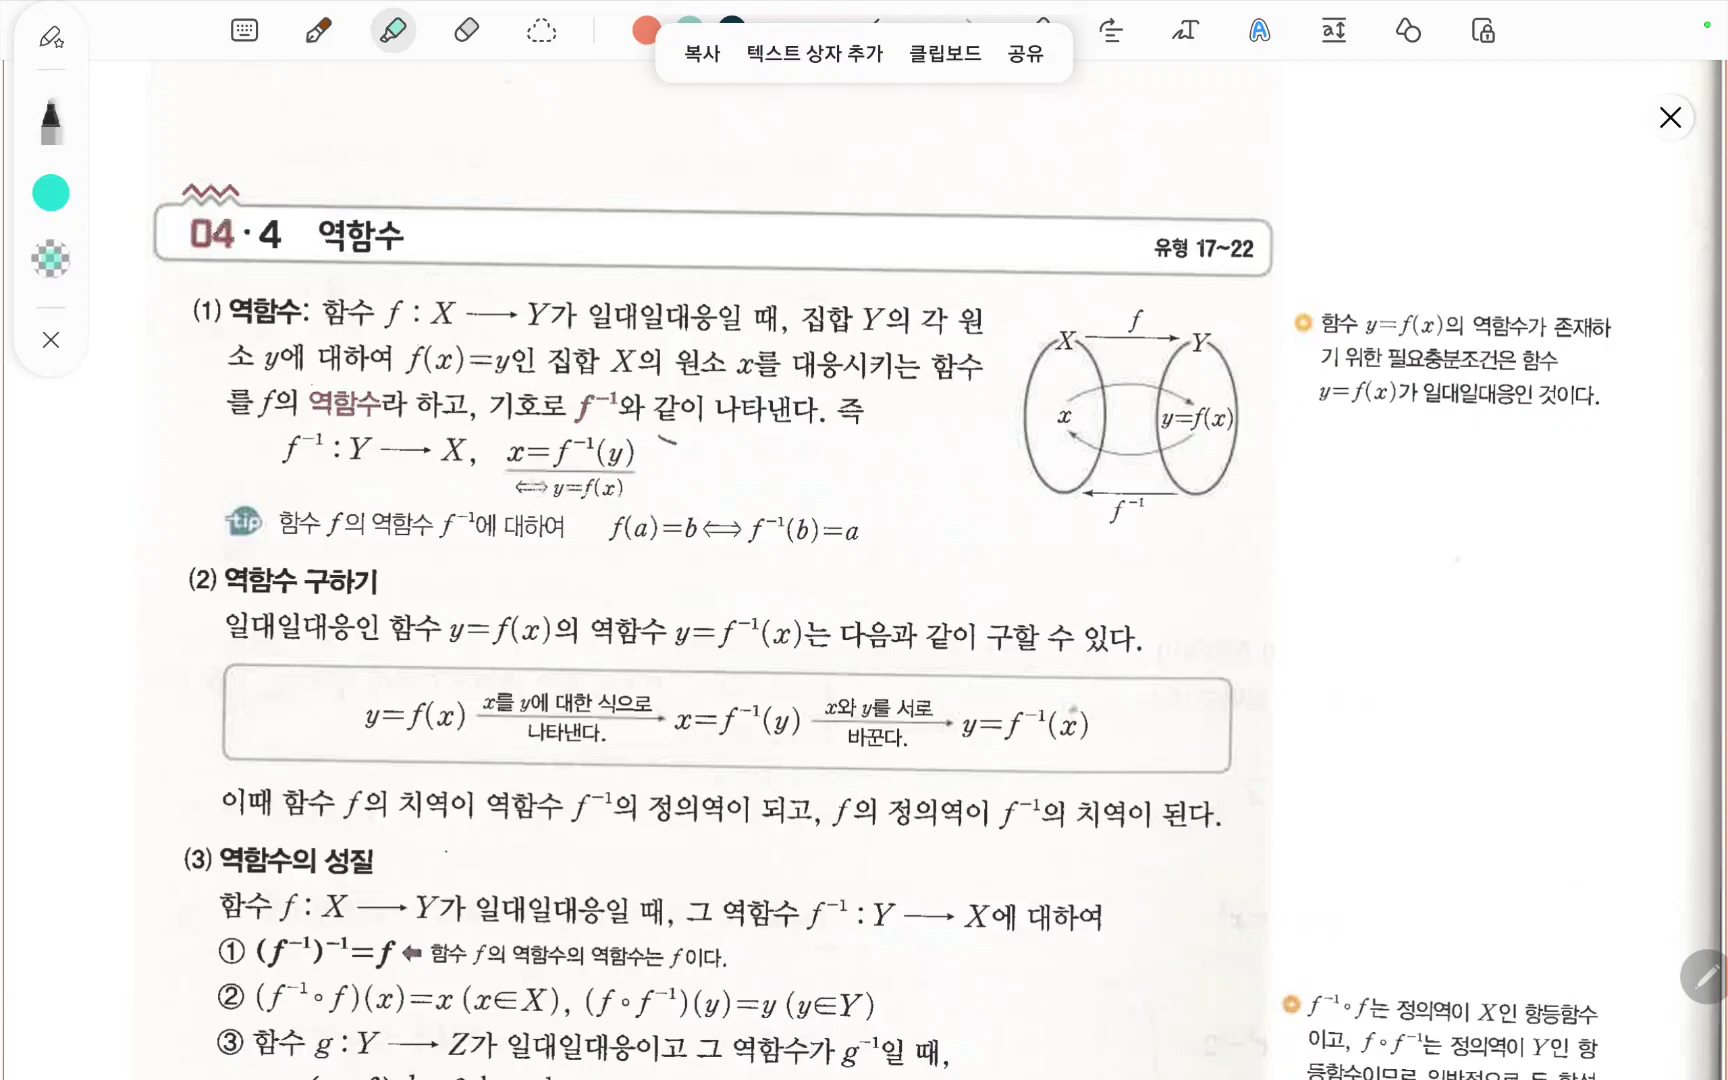 복사 텍스트 상자 추가 클립보드 공유
04·4 역함수
유형 17~22
(1) 역함수: 함수 f : X ⟶ Y가 일대일대응일 때, 집합 Y의 각 원
소 y에 대하여 f(x)=y인 집합 X의 원소 x를 대응시키는 함수
를 f의 역함수라 하고, 기호로 f⁻¹와 같이 나타낸다. 즉
f⁻¹ : Y ⟶ X, x=f⁻¹(y)
⟺ y=f(x)
f
X Y
x y=f(x)
f⁻¹
함수 y=f(x)의 역함수가 존재하
기 위한 필요충분조건은 함수
y=f(x)가 일대일대응인 것이다.
tip 함수 f의 역함수 f⁻¹에 대하여 f(a)=b⟺f⁻¹(b)=a
(2) 역함수 구하기
일대일대응인 함수 y=f(x)의 역함수 y=f⁻¹(x)는 다음과 같이 구할 수 있다.
x를 y에 대한 식으로 x와 y를 서로
y=f(x) ⟶ x=f⁻¹(y) ⟶ y=f⁻¹(x)
나타낸다. 바꾼다.
이때 함수 f의 치역이 역함수 f⁻¹의 정의역이 되고, f의 정의역이 f⁻¹의 치역이 된다.
(3) 역함수의 성질
함수 f : X ⟶ Y가 일대일대응일 때, 그 역함수 f⁻¹ : Y ⟶ X에 대하여
① (f⁻¹)⁻¹=f ⬅ 함수 f의 역함수의 역함수는 f이다.
② (f⁻¹∘f)(x)=x (x∈X), (f∘f⁻¹)(y)=y (y∈Y)
③ 함수 g : Y ⟶ Z가 일대일대응이고 그 역함수가 g⁻¹일 때,
f⁻¹∘f는 정의역이 X인 항등함수
이고, f∘f⁻¹는 정의역이 Y인 항